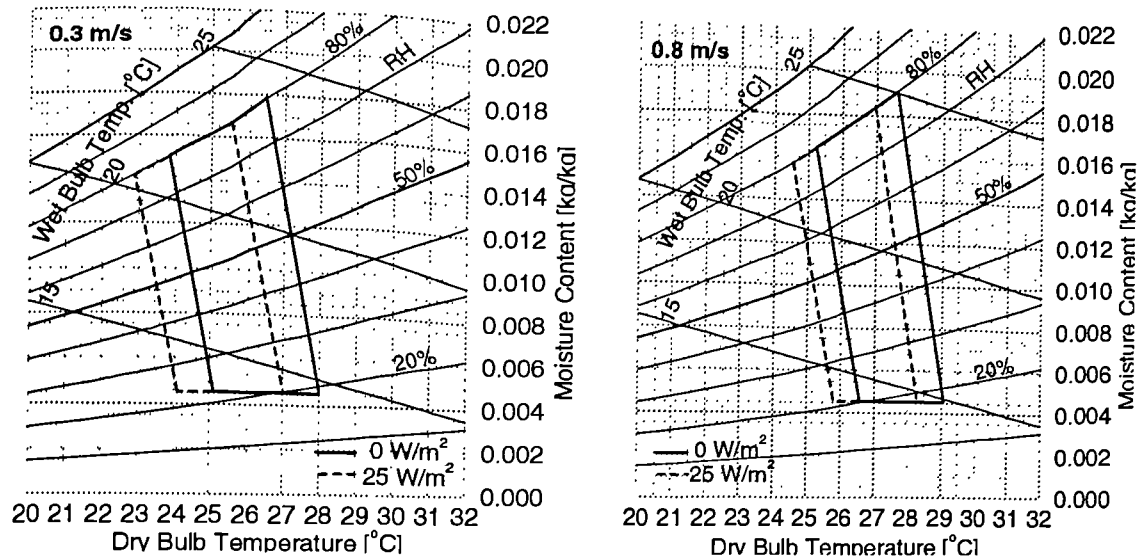 0.3 m/s
25
80%
RH
Wet Bulb Temp. [°C]
20
50%
15
20%
0 W/m²
25 W/m²
0.022
0.020
0.018
0.016
0.014
0.012
0.010
0.008
0.006
0.004
0.002
0.000
Moisture Content [kg/kg]
20 21 22 23 24 25 26 27 28 29 30 31 32
Dry Bulb Temperature [°C]
0.8 m/s
25
80%
RH
Wet Bulb Temp. [°C]
20
50%
15
20%
0 W/m²
25 W/m
0.022
0.020
0.018
0.016
0.014
0.012
0.010
0.008
0.006
0.004
0.002
0.000
Moisture Content [kg/kg]
20 21 22 23 24 25 26 27 28 29 30 31 32
Dry Bulb Temperature [°C]